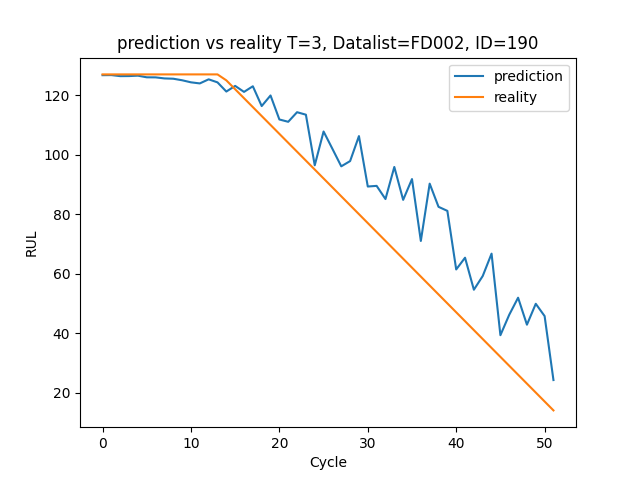 prediction vs reality T=3, Datalist=FD002, ID=190
prediction
reality
120
100
80
60
40
20
RUL
0 10 20 30 40 50
Cycle